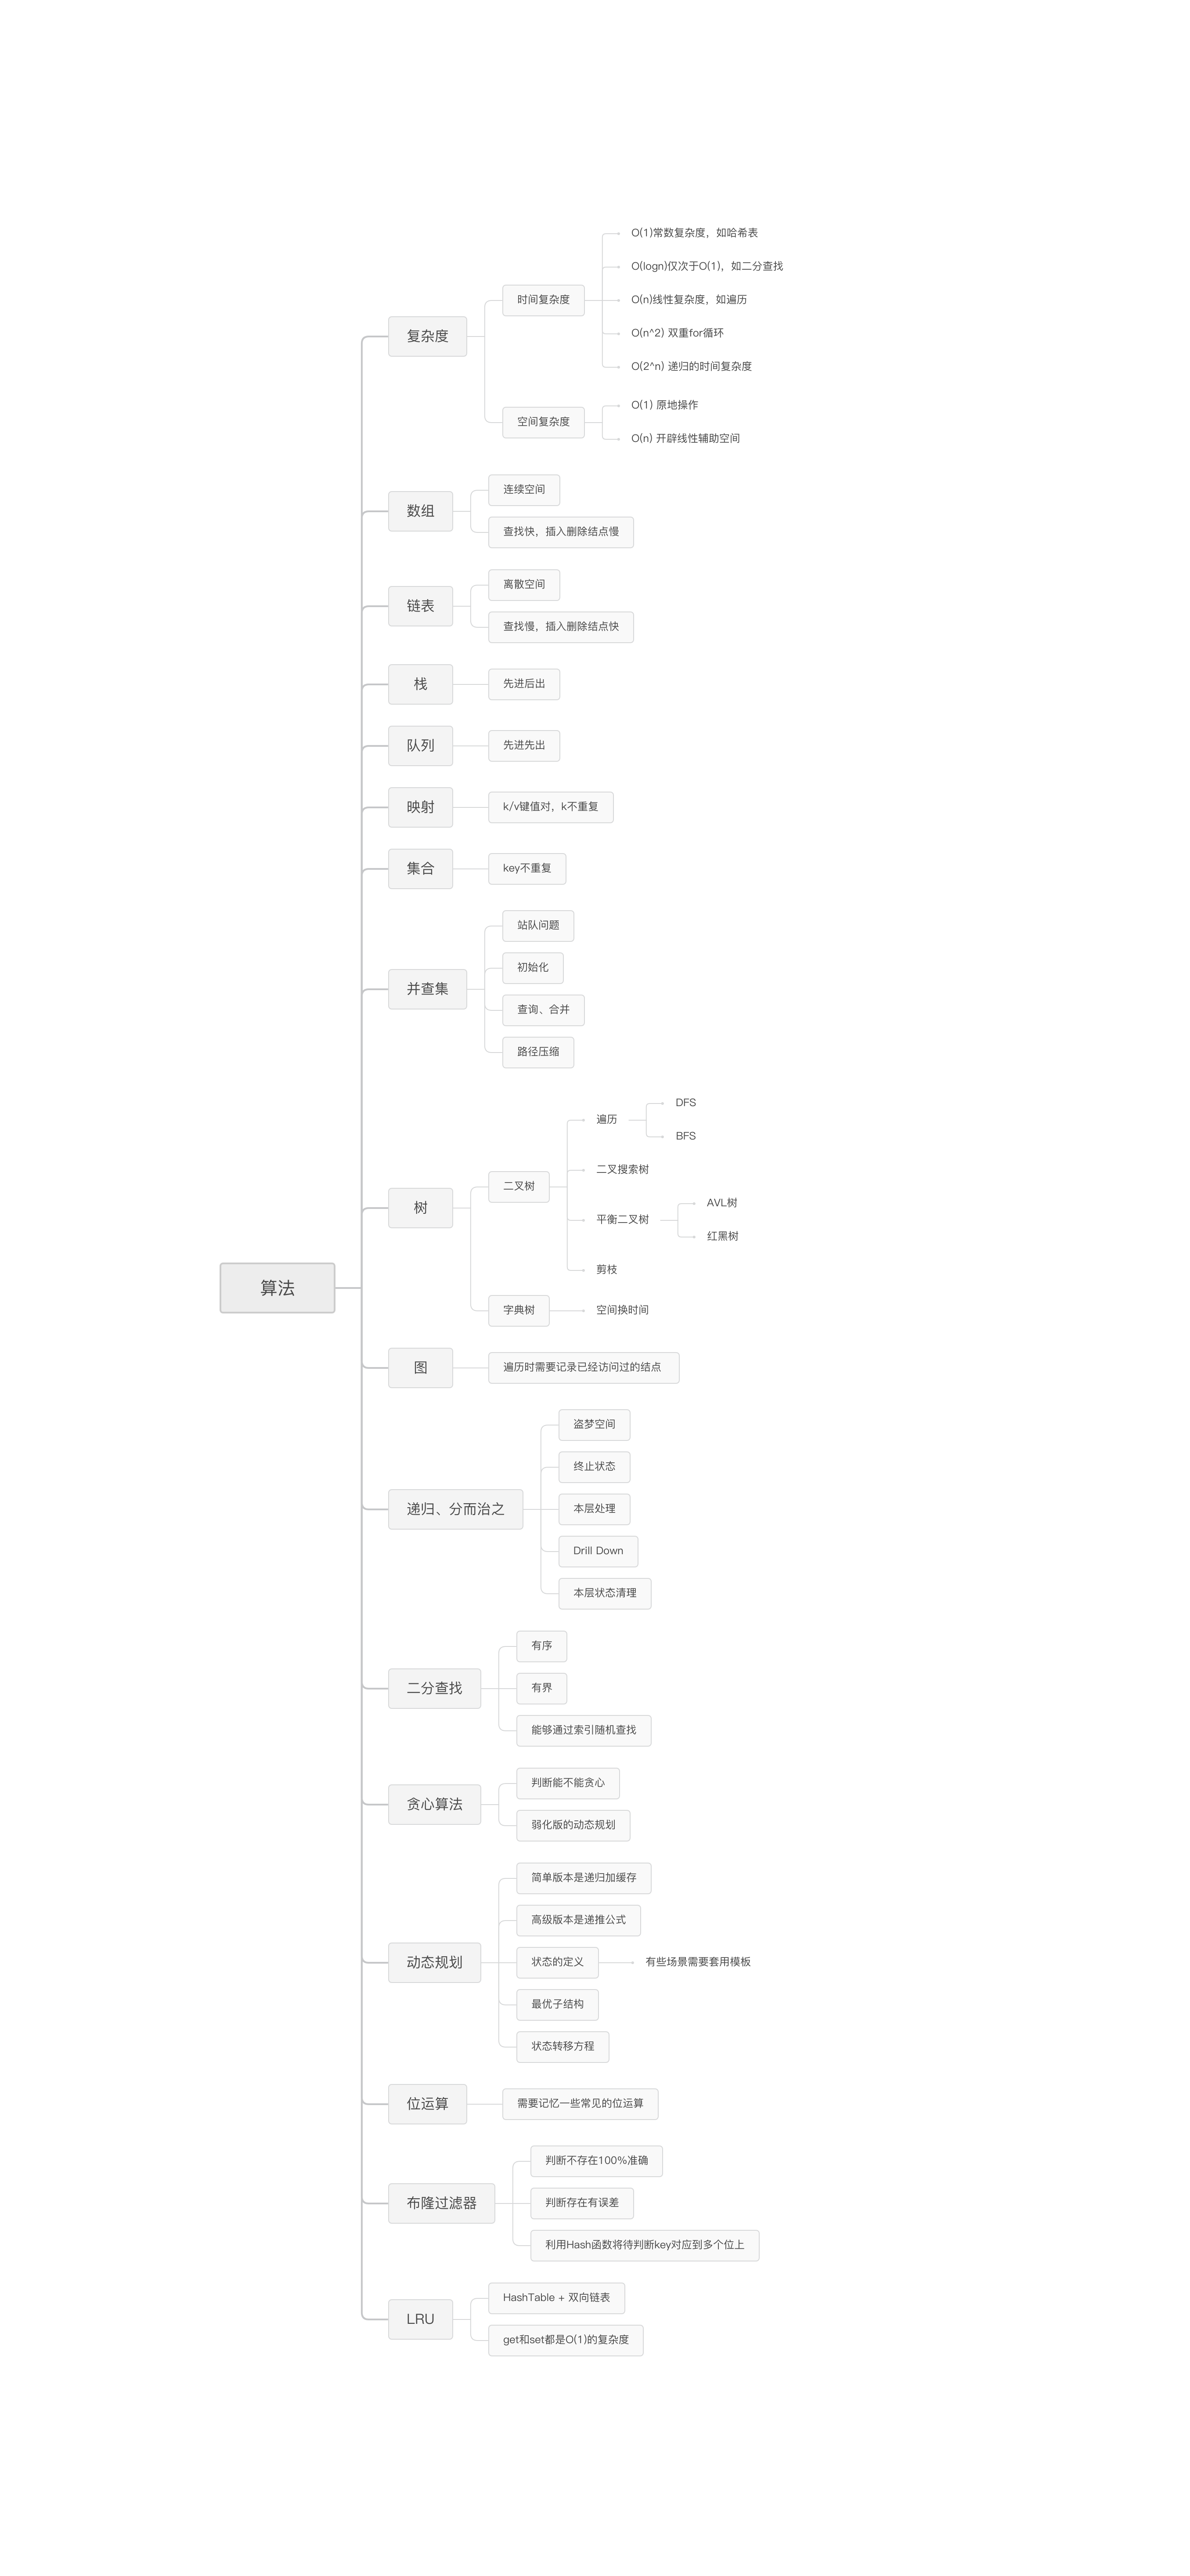 算法
复杂度
时间复杂度
O(1)常数复杂度，如哈希表
O(logn)仅次于O(1)，如二分查找
O(n)线性复杂度，如遍历
O(n^2) 双重for循环
O(2^n) 递归的时间复杂度
空间复杂度
O(1) 原地操作
O(n) 开辟线性辅助空间
数组
连续空间
查找快，插入删除结点慢
链表
离散空间
查找慢，插入删除结点快
栈
先进后出
队列
先进先出
映射
k/v键值对，k不重复
集合
key不重复
并查集
站队问题
初始化
查询、合并
路径压缩
树
二叉树
遍历
DFS
BFS
二叉搜索树
平衡二叉树
AVL树
红黑树
剪枝
字典树
空间换时间
图
遍历时需要记录已经访问过的结点
递归、分而治之
盗梦空间
终止状态
本层处理
Drill Down
本层状态清理
二分查找
有序
有界
能够通过索引随机查找
贪心算法
判断能不能贪心
弱化版的动态规划
动态规划
简单版本是递归加缓存
高级版本是递推公式
状态的定义
有些场景需要套用模板
最优子结构
状态转移方程
位运算
需要记忆一些常见的位运算
布隆过滤器
判断不存在100%准确
判断存在有误差
利用Hash函数将待判断key对应到多个位上
LRU
HashTable + 双向链表
get和set都是O(1)的复杂度